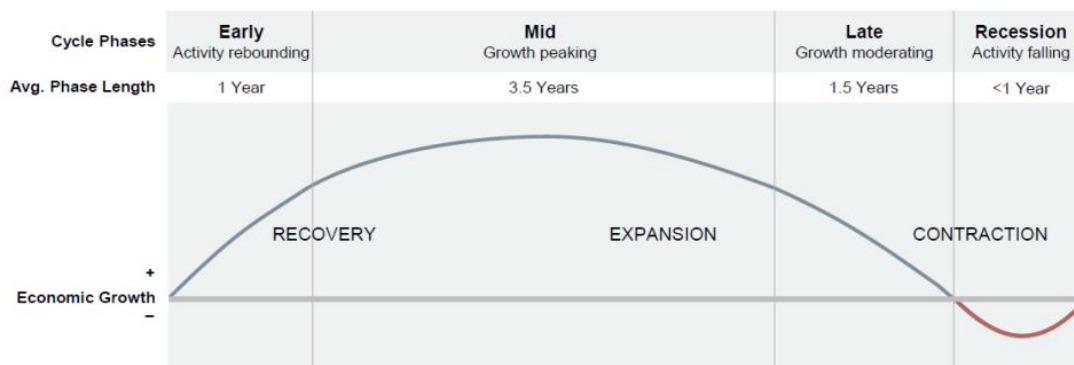 Cycle Phases
Early
Activity rebounding
Mid
Growth peaking
Late
Growth moderating
Recession
Activity falling
Avg. Phase Length
1 Year
3.5 Years
1.5 Years
<1 Year
RECOVERY
EXPANSION
CONTRACTION
+
Economic Growth
–